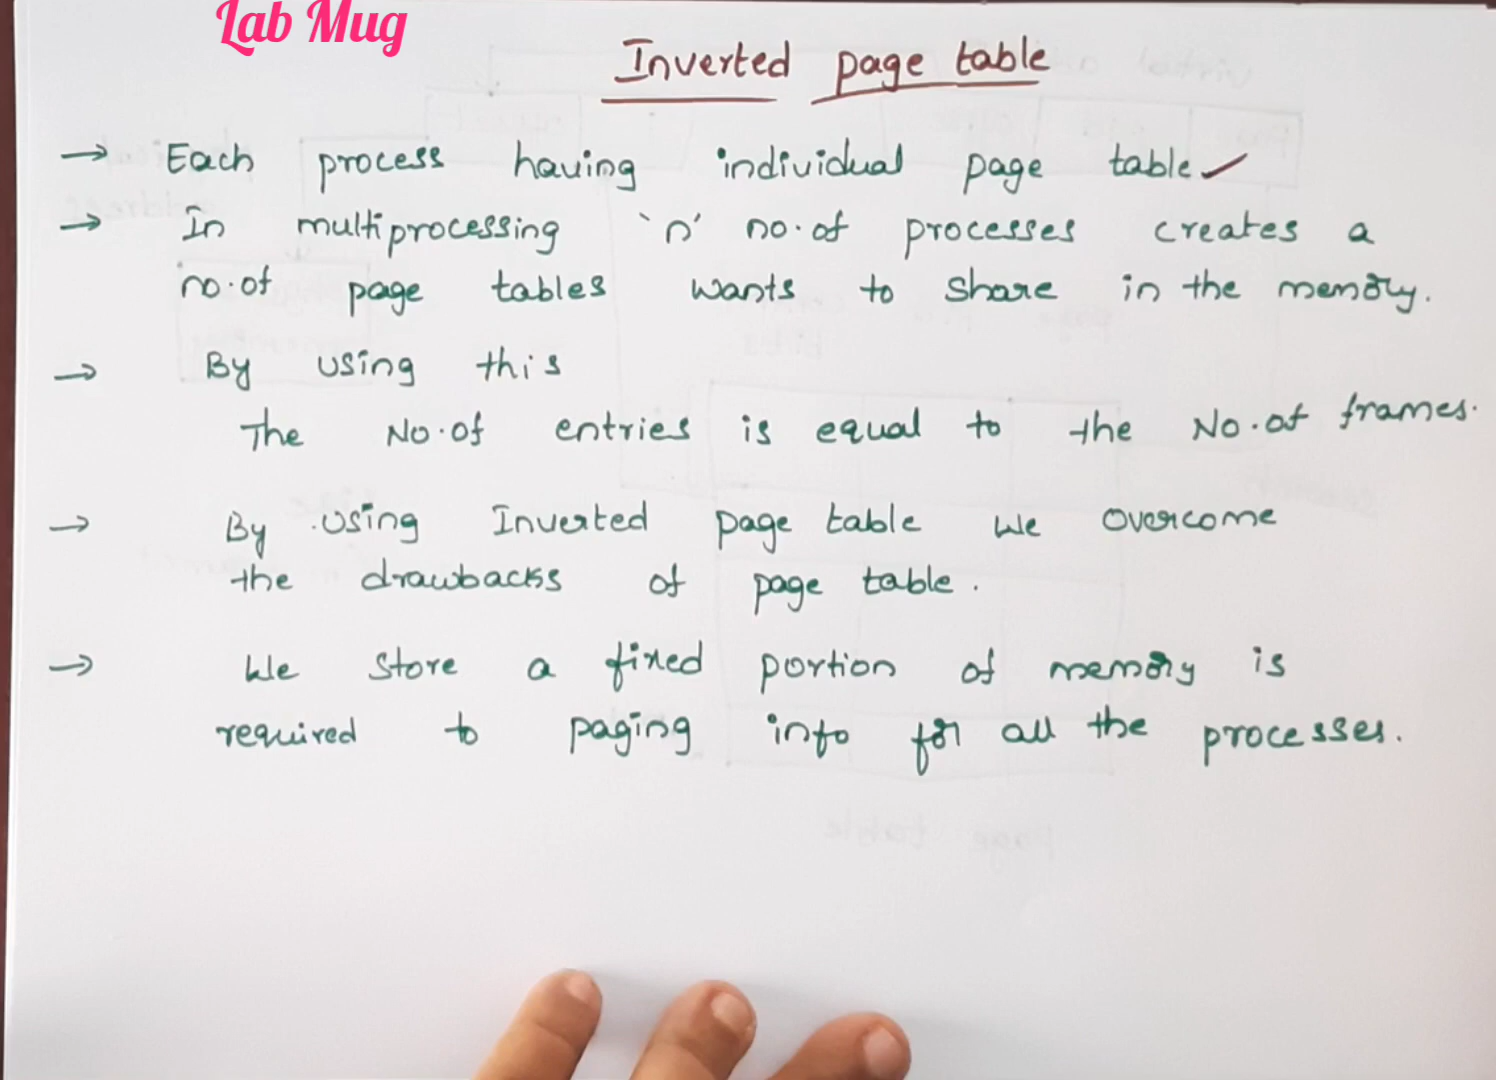 Lab Mug
Inverted page table
→ Each process having individual page table ✓
→ In multiprocessing 'n' no.of processes creates a
no.of page tables wants to share in the memory.
→ By using this
The No.of entries is equal to the No.of frames.
→ By using Inverted page table we overcome
the drawbacks of page table.
→ We store a fixed portion of memory is
required to paging info for all the processes.